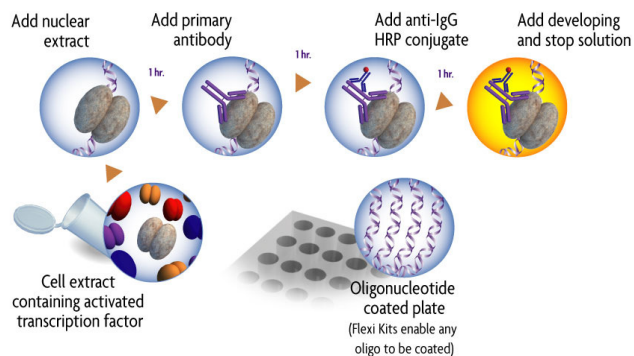 Add nuclear
extract
Add primary
antibody
Add anti-IgG
HRP conjugate
Add developing
and stop solution
1 hr.
1 hr.
1 hr.
Cell extract
containing activated
transcription factor
Oligonucleotide
coated plate
(Flexi Kits enable any
oligo to be coated)